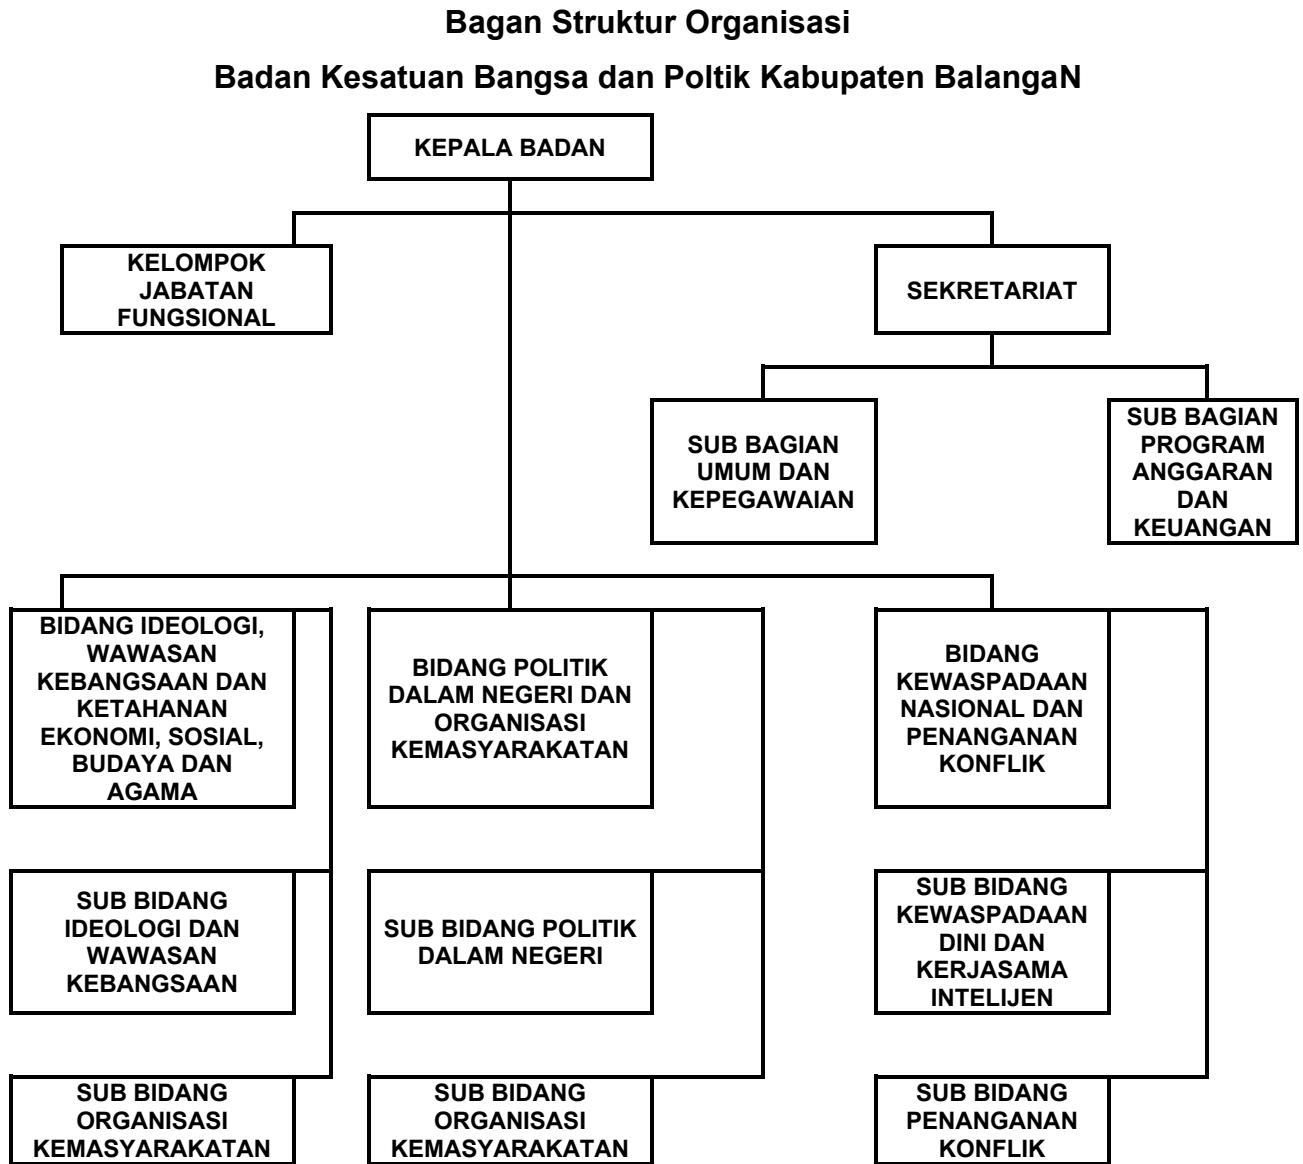 Bagan Struktur Organisasi
Badan Kesatuan Bangsa dan Poltik Kabupaten BalangaN
KEPALA BADAN
KELOMPOK
JABATAN
FUNGSIONAL
SEKRETARIAT
SUB BAGIAN
UMUM DAN
KEPEGAWAIAN
SUB BAGIAN
PROGRAM
ANGGARAN
DAN
KEUANGAN
BIDANG IDEOLOGI,
WAWASAN
KEBANGSAAN DAN
KETAHANAN
EKONOMI, SOSIAL,
BUDAYA DAN
AGAMA
BIDANG POLITIK
DALAM NEGERI DAN
ORGANISASI
KEMASYARAKATAN
BIDANG
KEWASPADAAN
NASIONAL DAN
PENANGANAN
KONFLIK
SUB BIDANG
IDEOLOGI DAN
WAWASAN
KEBANGSAAN
SUB BIDANG POLITIK
DALAM NEGERI
SUB BIDANG
KEWASPADAAN
DINI DAN
KERJASAMA
INTELIJEN
SUB BIDANG
ORGANISASI
KEMASYARAKATAN
SUB BIDANG
ORGANISASI
KEMASYARAKATAN
SUB BIDANG
PENANGANAN
KONFLIK